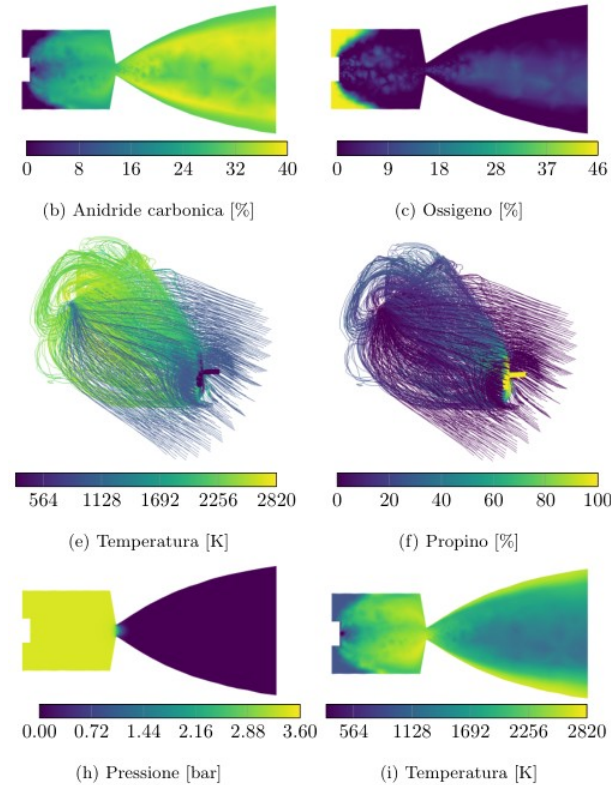 0 8 16 24 32 40
0 9 18 28 37 46
(b) Anidride carbonica [%]
(c) Ossigeno [%]
564 1128 1692 2256 2820
0 20 40 60 80 100
(e) Temperatura [K]
(f) Propino [%]
0.00 0.72 1.44 2.16 2.88 3.60
564 1128 1692 2256 2820
(h) Pressione [bar]
(i) Temperatura [K]